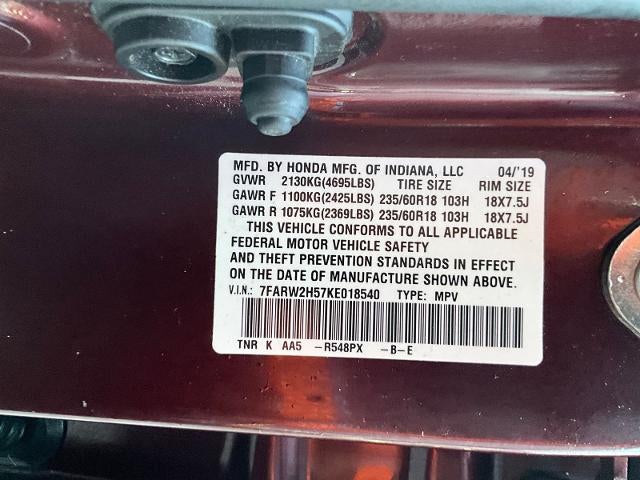 MFD. BY HONDA MFG. OF INDIANA, LLC 04/'19
GVWR 2130KG(4695LBS) TIRE SIZE RIM SIZE
GAWR F 1100KG(2425LBS) 235/60R18 103H 18X7.5J
GAWR R 1075KG(2369LBS) 235/60R18 103H 18X7.5J
THIS VEHICLE CONFORMS TO ALL APPLICABLE
FEDERAL MOTOR VEHICLE SAFETY
AND THEFT PREVENTION STANDARDS IN EFFECT
ON THE DATE OF MANUFACTURE SHOWN ABOVE.
V.I.N.: 7FARW2H57KE018540 TYPE: MPV
TNR K AA5 -R548PX -B-E